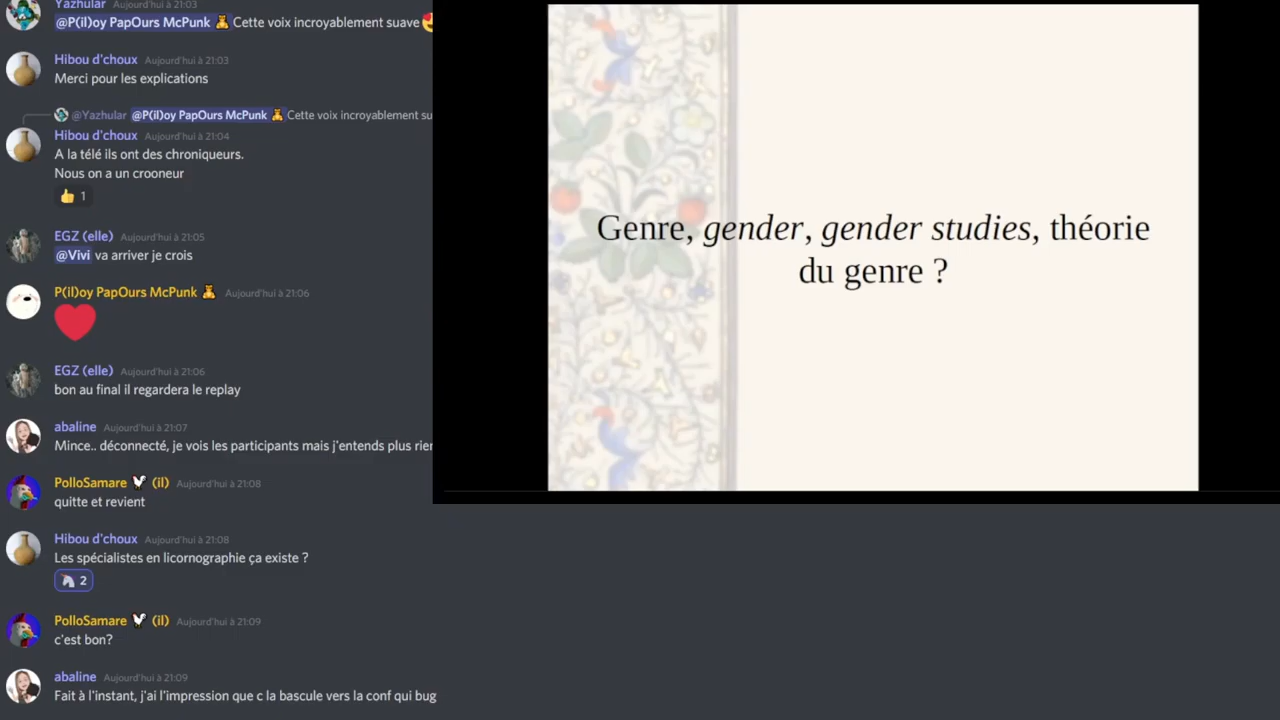 Yazhular Aujourd'hui à 21:03
@P(il)oy PapOurs McPunk 🧸 Cette voix incroyablement suave 😍
Hibou d'choux Aujourd'hui à 21:03
Merci pour les explications
@Yazhular @P(il)oy PapOurs McPunk 🧸 Cette voix incroyablement su
Hibou d'choux Aujourd'hui à 21:04
A la télé ils ont des chroniqueurs.
Nous on a un crooneur
👍 1
EGZ (elle) Aujourd'hui à 21:05
@Vivi va arriver je crois
P(il)oy PapOurs McPunk 🧸 Aujourd'hui à 21:06
❤️
EGZ (elle) Aujourd'hui à 21:06
bon au final il regardera le replay
abaline Aujourd'hui à 21:07
Mince.. déconnecté, je vois les participants mais j'entends plus rien
PolloSamare 🐓 (il) Aujourd'hui à 21:08
quitte et revient
Hibou d'choux Aujourd'hui à 21:08
Les spécialistes en licornographie ça existe ?
🦄 2
PolloSamare 🐓 (il) Aujourd'hui à 21:09
c'est bon?
abaline Aujourd'hui à 21:09
Fait à l'instant, j'ai l'impression que c la bascule vers la conf qui bug
Genre, gender, gender studies, théorie
du genre ?